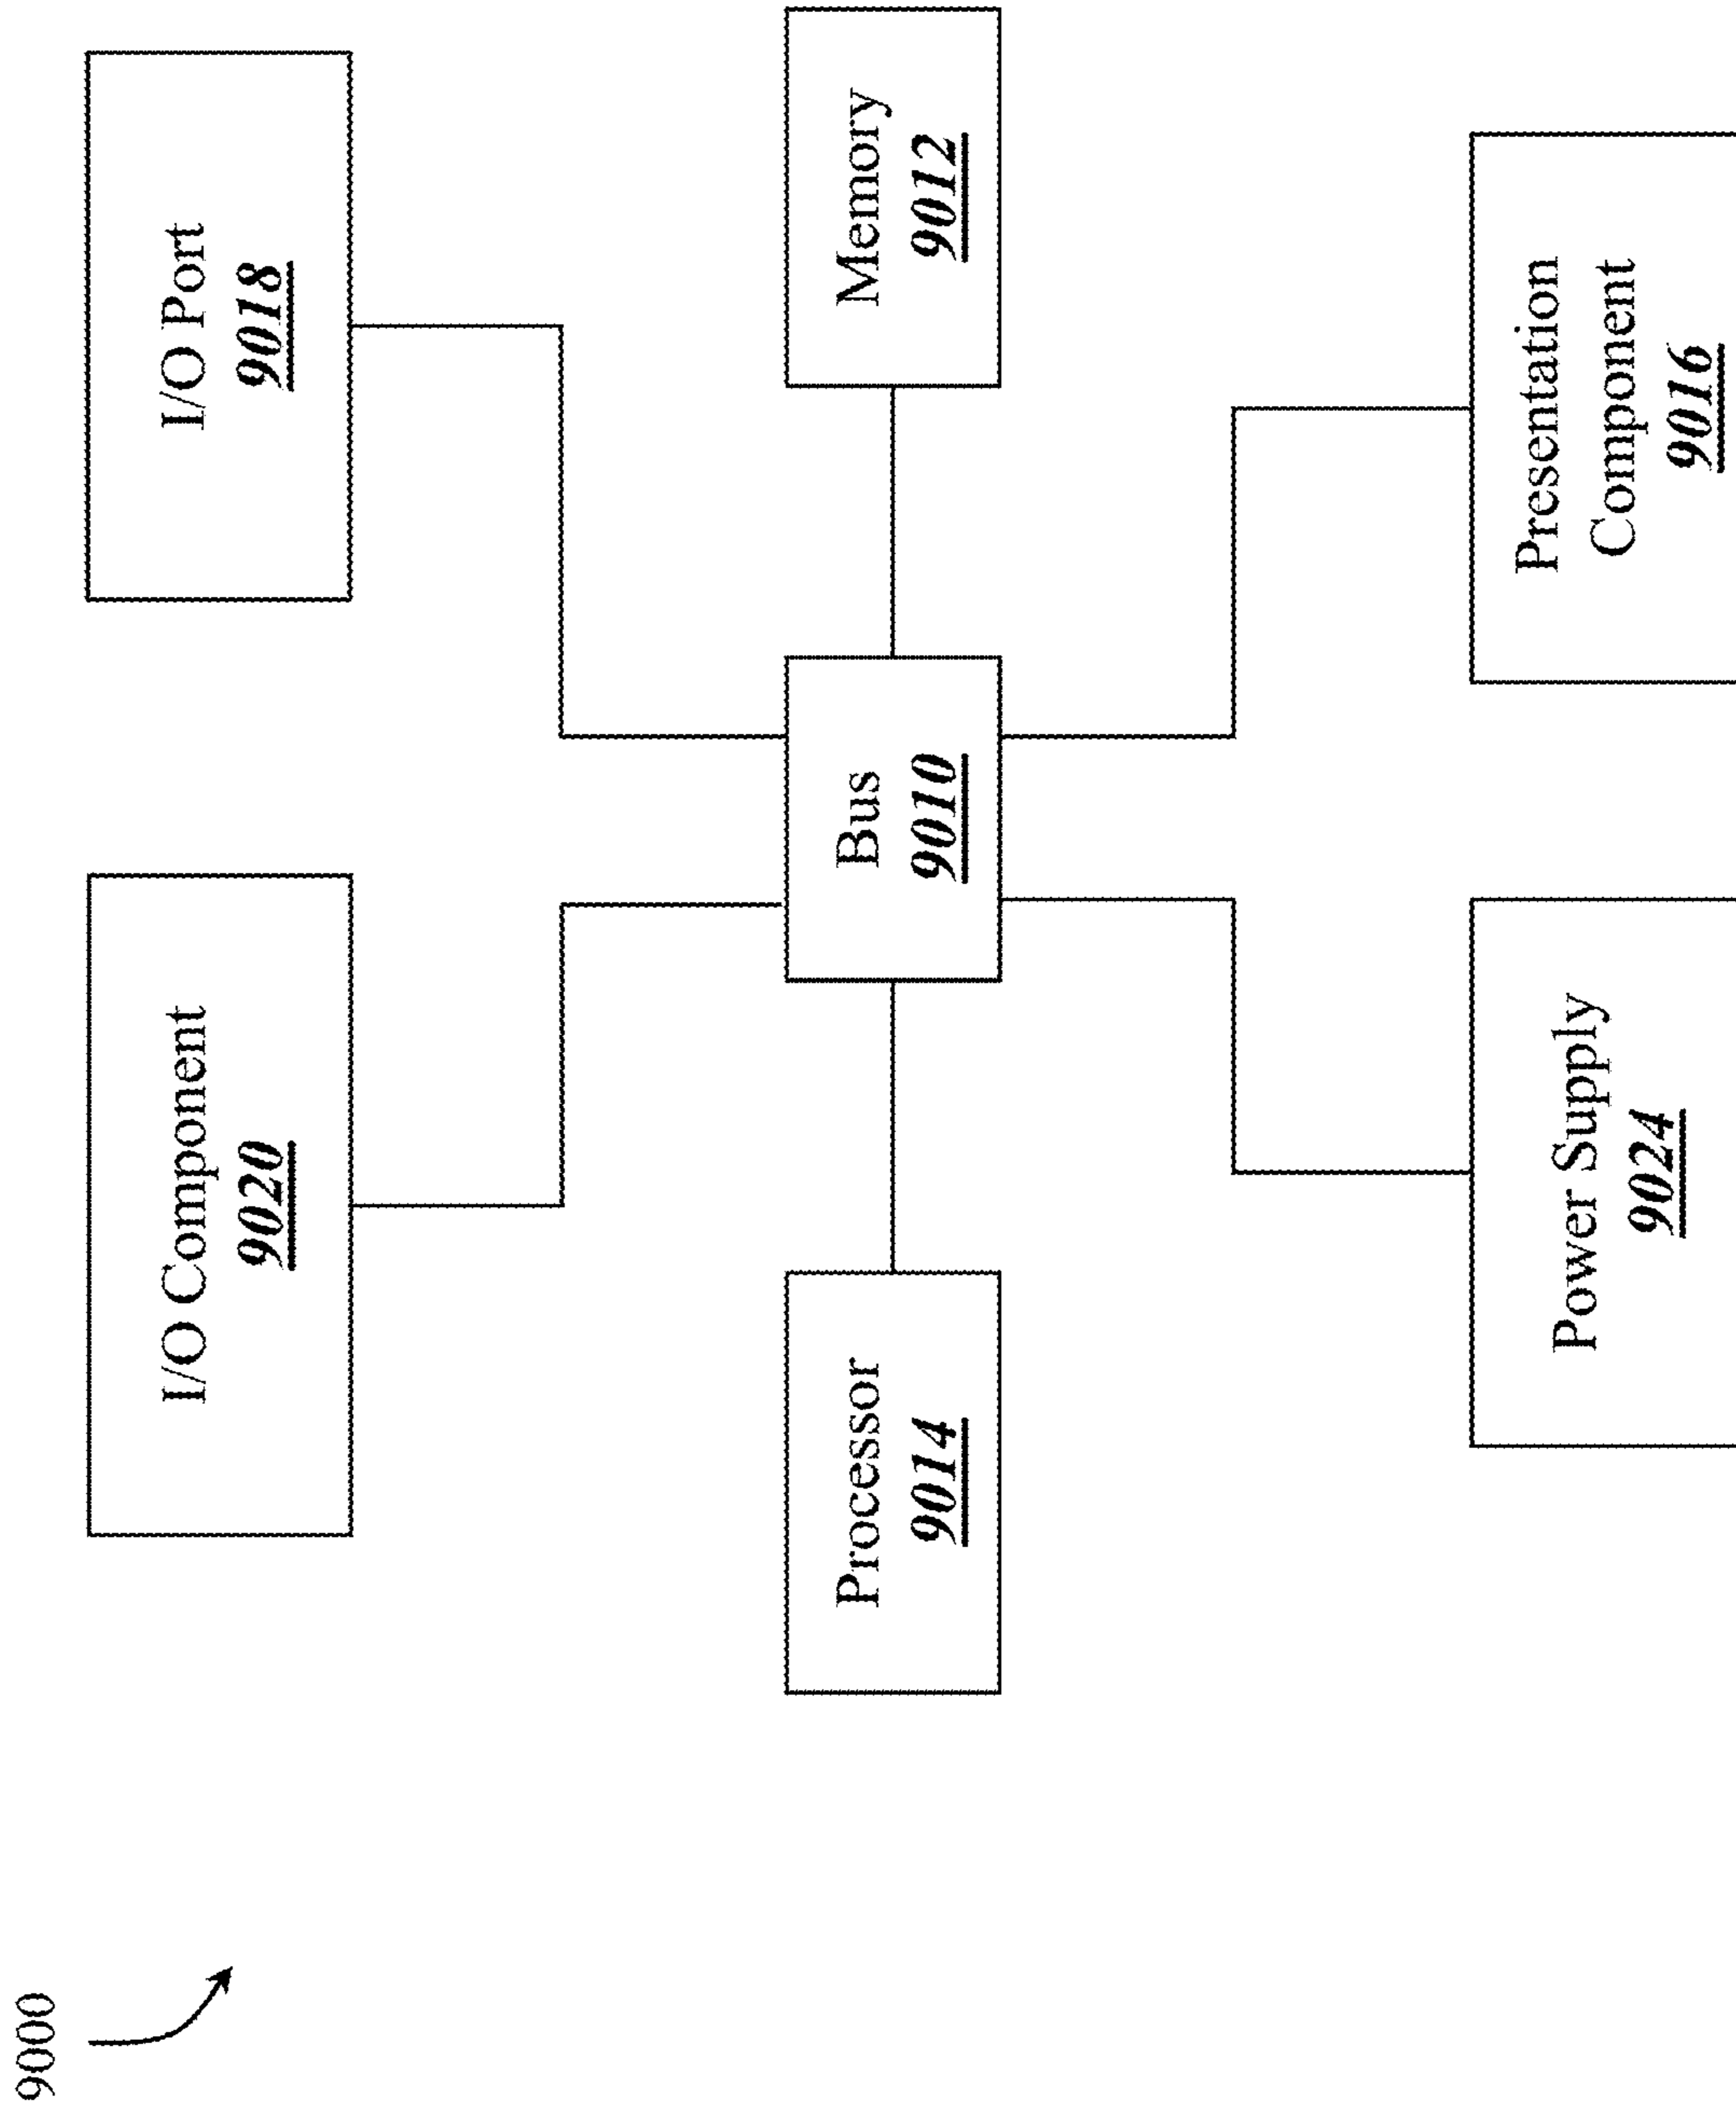 9000
I/O Component
9020
I/O Port
9018
Processor
9014
Bus
9010
Memory
9012
Power Supply
9024
Presentation
Component
9016